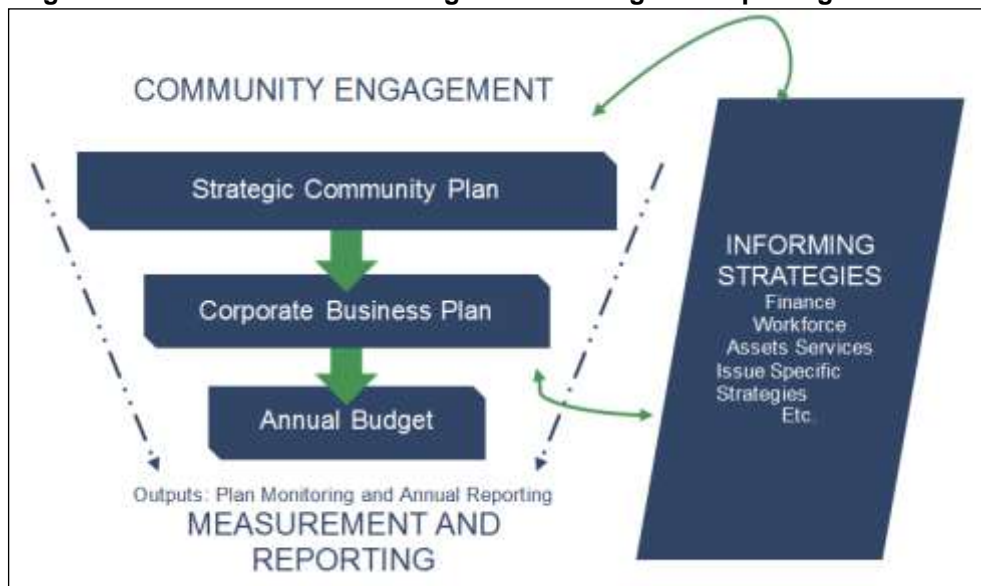 COMMUNITY ENGAGEMENT
Strategic Community Plan
Corporate Business Plan
Annual Budget
Outputs: Plan Monitoring and Annual Reporting
MEASUREMENT AND
REPORTING
INFORMING
STRATEGIES
Finance
Workforce
Assets Services
Issue Specific
Strategies
Etc.